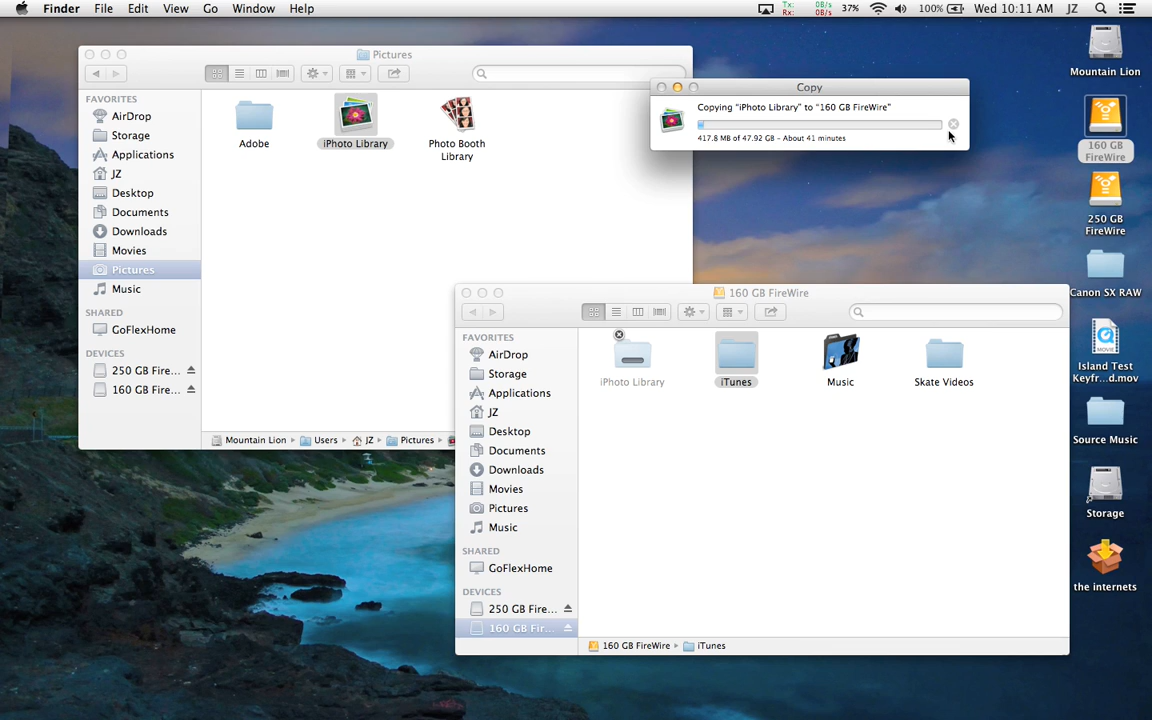 Finder File Edit View Go Window Help
Tx: 0B/s
Rx: 0B/s
37% 100% Wed 10:11 AM JZ
Pictures
FAVORITES
AirDrop
Storage
Applications
JZ
Desktop
Documents
Downloads
Movies
Pictures
Music
SHARED
GoFlexHome
DEVICES
250 GB Fire...
160 GB Fire...
Adobe
iPhoto Library
Photo Booth
Library
Mountain Lion Users JZ Pictures
Copy
Copying “iPhoto Library” to “160 GB FireWire”
417.8 MB of 47.92 GB – About 41 minutes
160 GB FireWire
FAVORITES
AirDrop
Storage
Applications
JZ
Desktop
Documents
Downloads
Movies
Pictures
Music
SHARED
GoFlexHome
DEVICES
250 GB Fire...
160 GB Fir...
iPhoto Library
iTunes
Music
Skate Videos
160 GB FireWire iTunes
Mountain Lion
160 GB
FireWire
250 GB
FireWire
Canon SX RAW
MOVIE
Island Test
Keyfr...d.mov
Source Music
Storage
the internets